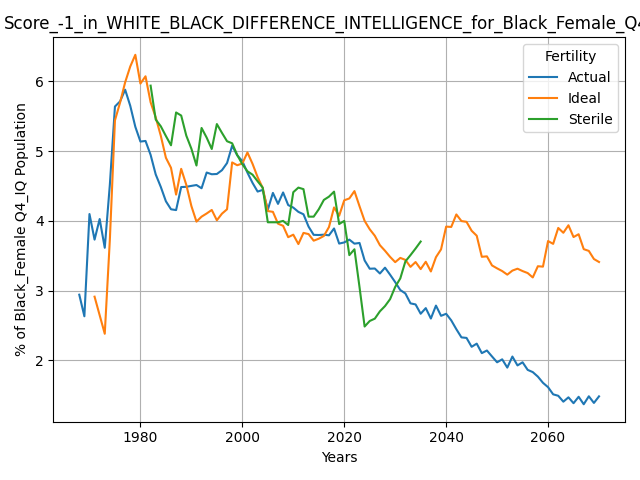 Score_-1_in_WHITE_BLACK_DIFFERENCE_INTELLIGENCE_for_Black_Female_Q4
Fertility
Actual
Ideal
Sterile
% of Black_Female Q4_IQ Population
6
5
4
3
2
1980 2000 2020 2040 2060
Years